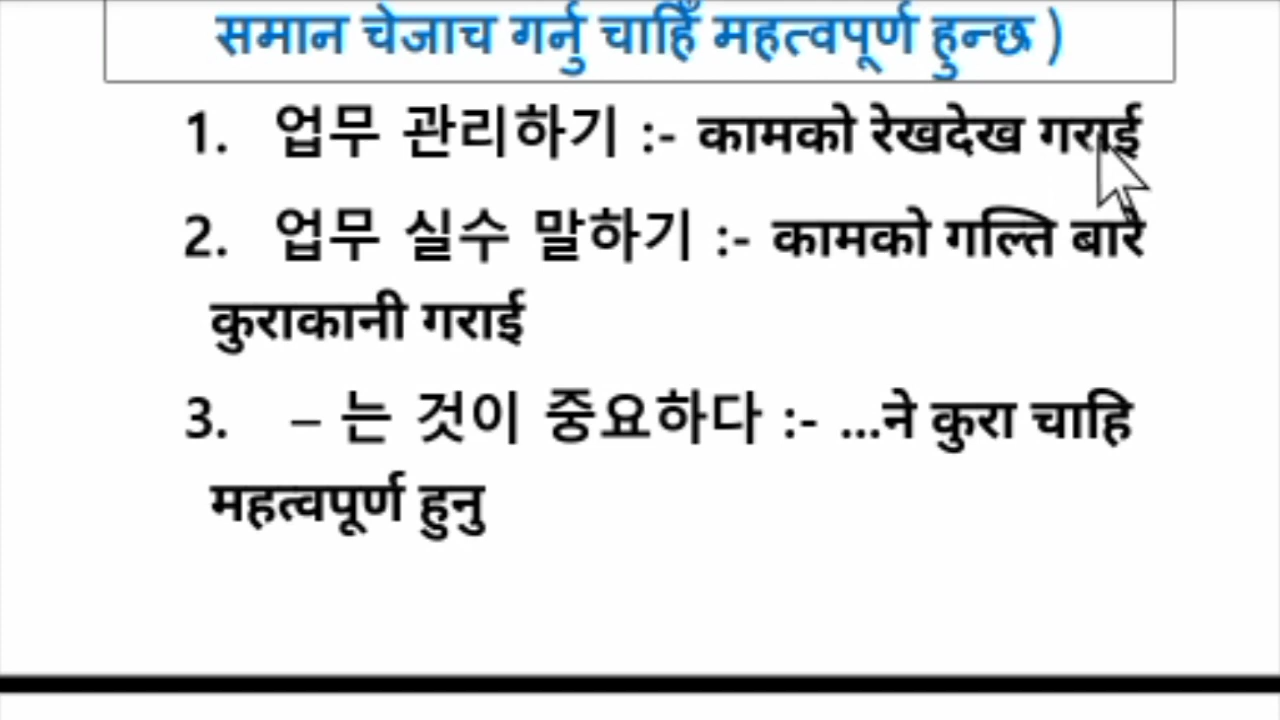 समान चेजाच गर्नु चाहिँ महत्वपूर्ण हुन्छ )
1. 업무 관리하기 :- कामको रेखदेख गराई
2. 업무 실수 말하기 :- कामको गल्ति बारे
कुराकानी गराई
3. –는 것이 중요하다 :- ...ने कुरा चाहि
महत्वपूर्ण हुनु